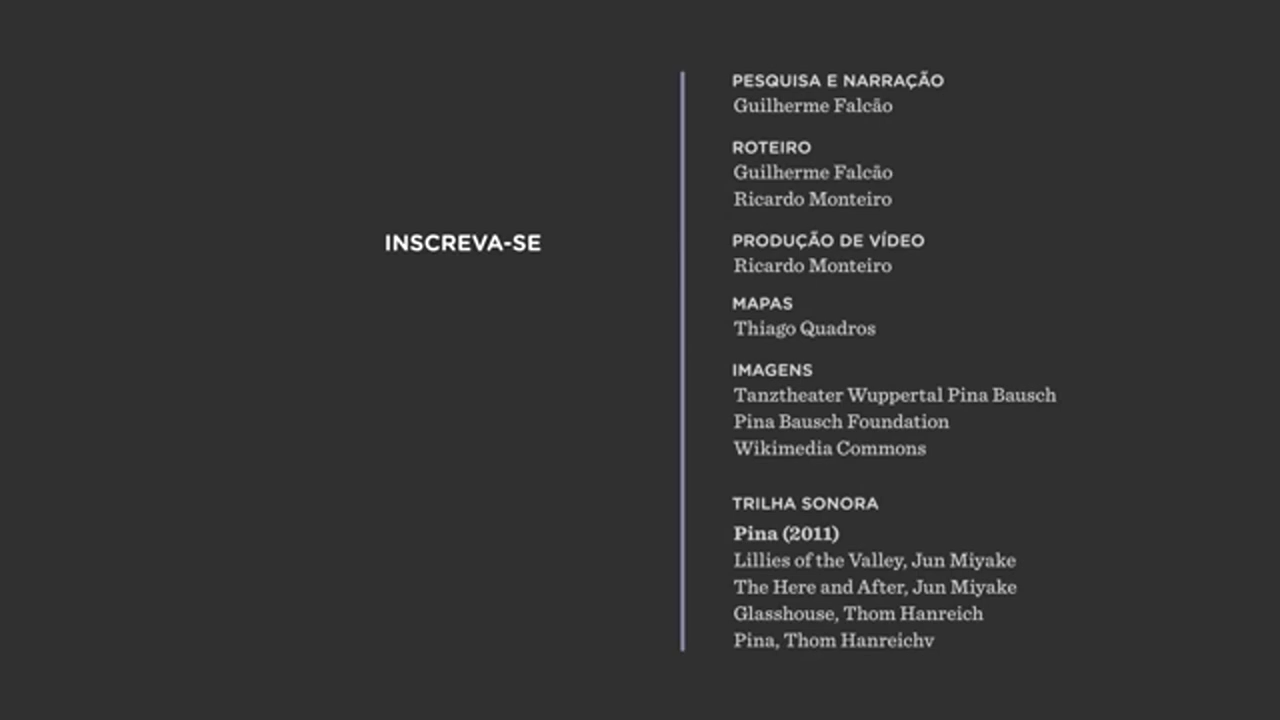 INSCREVA-SE
PESQUISA E NARRAÇÃO
Guilherme Falcão
ROTEIRO
Guilherme Falcão
Ricardo Monteiro
PRODUÇÃO DE VÍDEO
Ricardo Monteiro
MAPAS
Thiago Quadros
IMAGENS
Tanztheater Wuppertal Pina Bausch
Pina Bausch Foundation
Wikimedia Commons
TRILHA SONORA
Pina (2011)
Lillies of the Valley, Jun Miyake
The Here and After, Jun Miyake
Glasshouse, Thom Hanreich
Pina, Thom Hanreichv